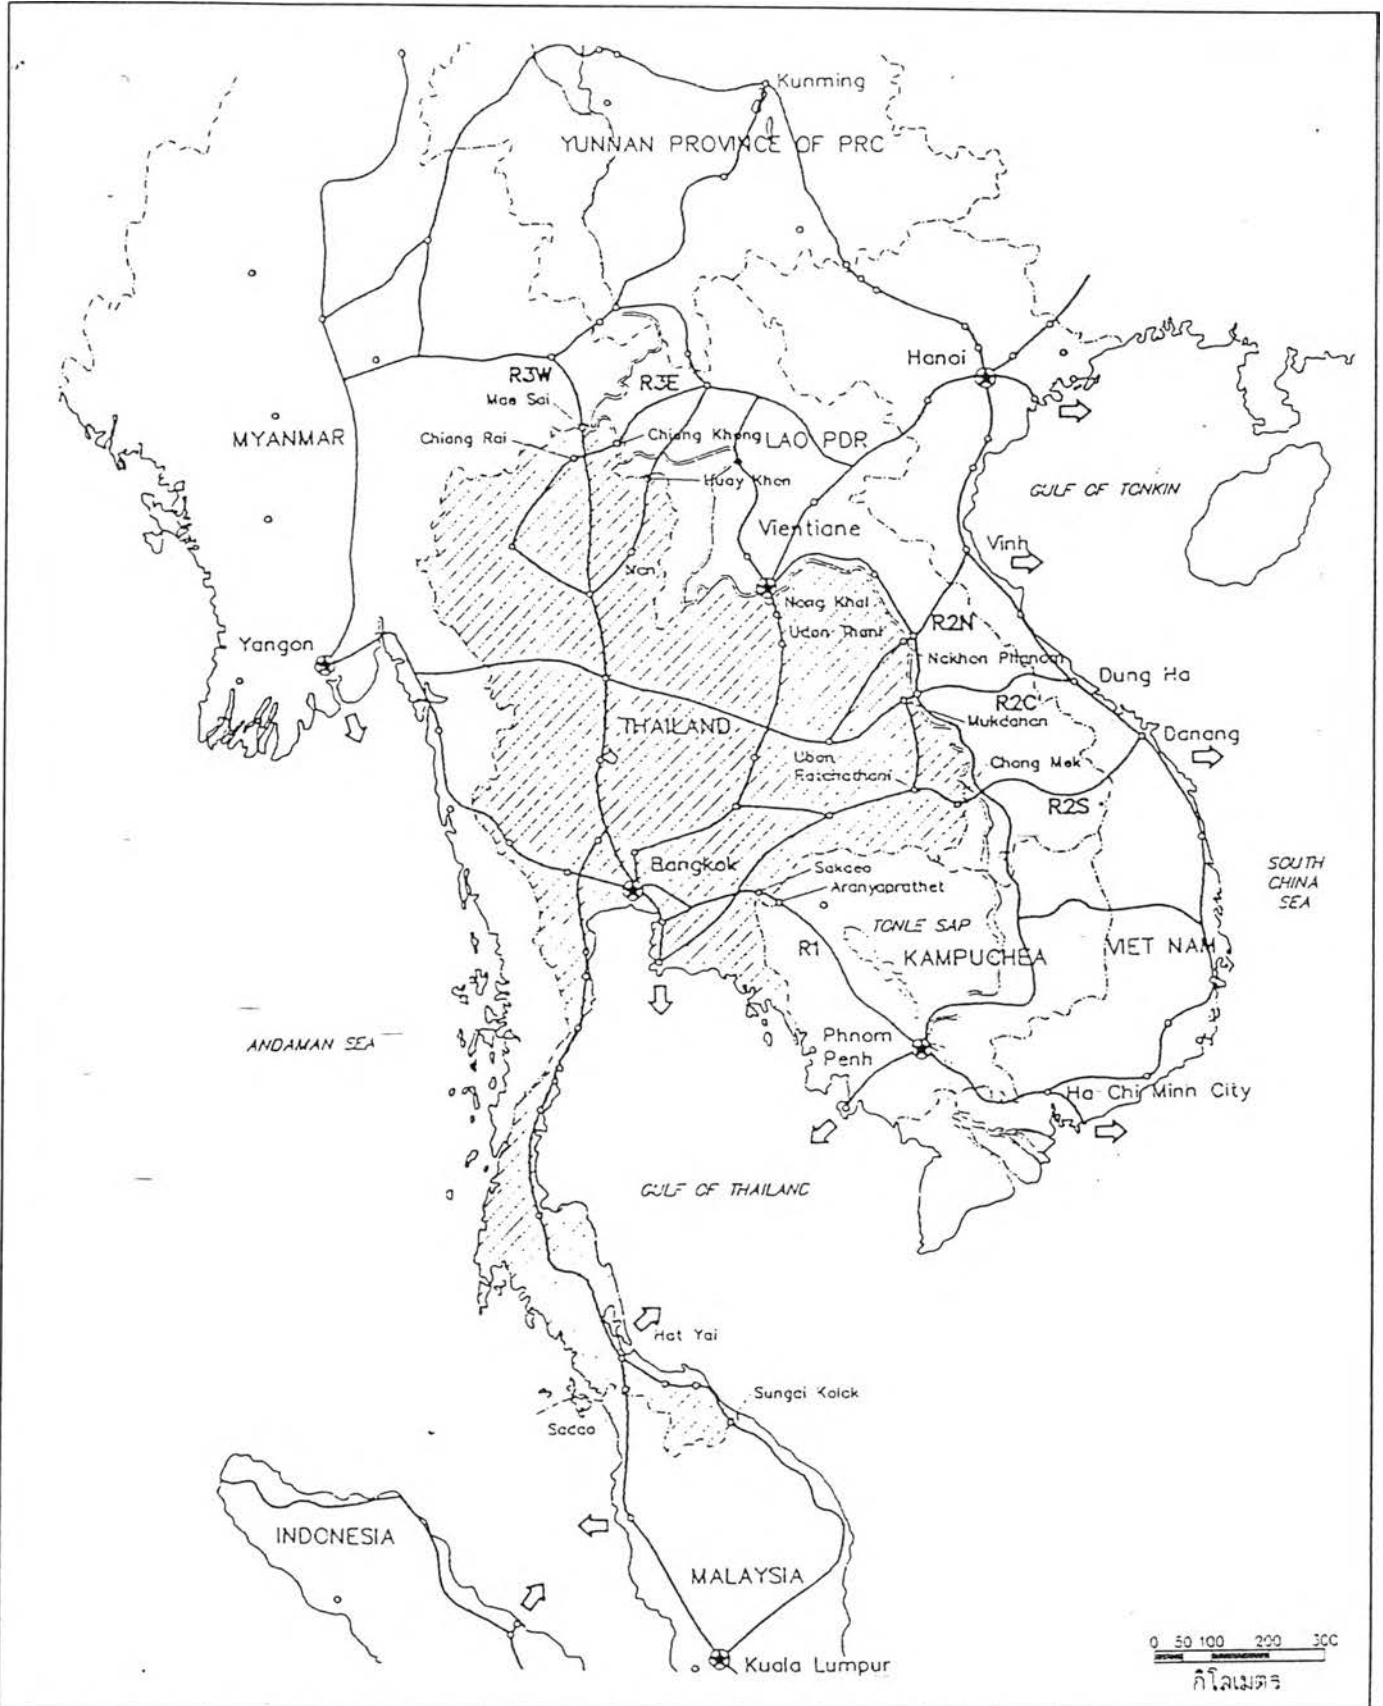 Kunming
YUNNAN PROVINCE OF PRC
Hanoi
R3W
R3E
Mae Sai
MYANMAR
Chiang Rai
Chiang Khong
LAO PDR
Huay Khon
GULF OF TONKIN
Vientiane
Vinh
Nan
Nong Khai
Udon Thani
R2N
Yangon
Nakhon Phanom
Dung Ha
R2C
THAILAND
Mukdahan
Danang
Ubon
Ratchathani
Chong Mek
R2S
Bangkok
Sakaeo
Aranyaprathet
SOUTH
CHINA
SEA
TONLE SAP
R1
KAMPUCHEA
VIET NAM
ANDAMAN SEA
Phnom
Penh
Ho Chi Minh City
GULF OF THAILAND
Hat Yai
Sungai Kolok
Sadao
INDONESIA
MALAYSIA
Kuala Lumpur
0 50 100 200 300
กิโลเมตร